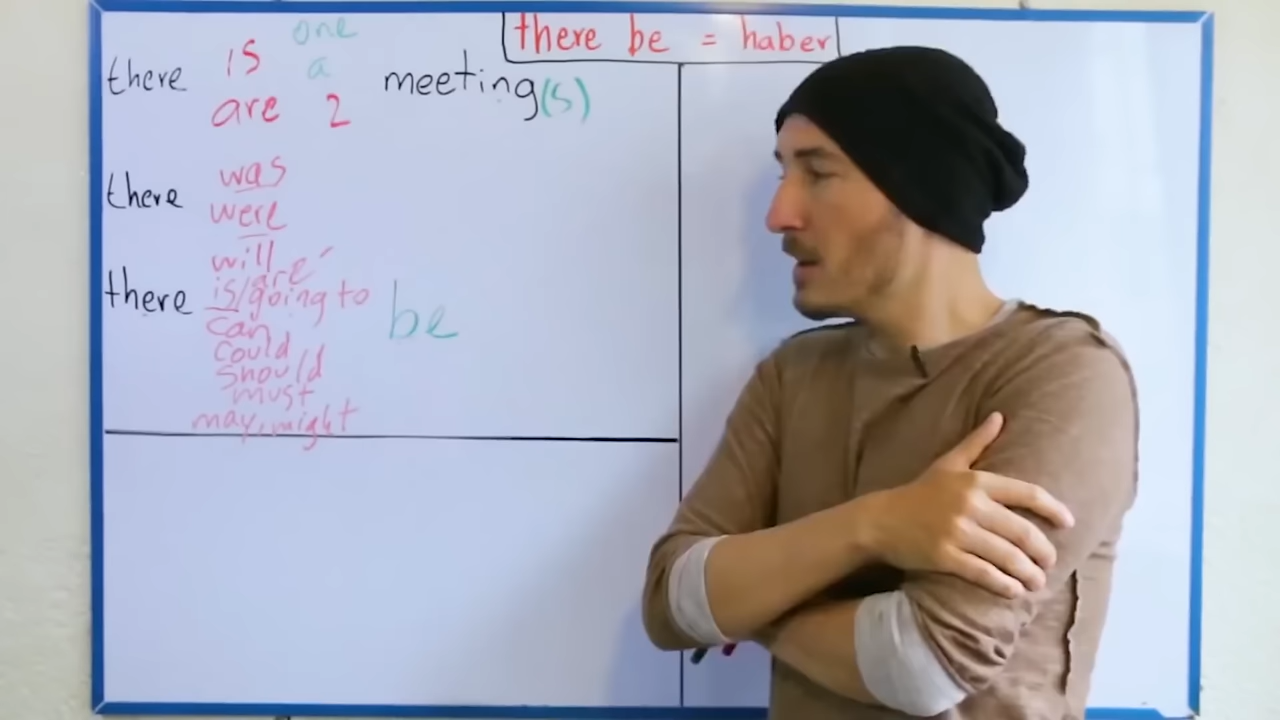 there be = haber
one
there is a meeting(s)
are 2
there was
were
will
are
there is/going to be
can
could
should
must
may, might